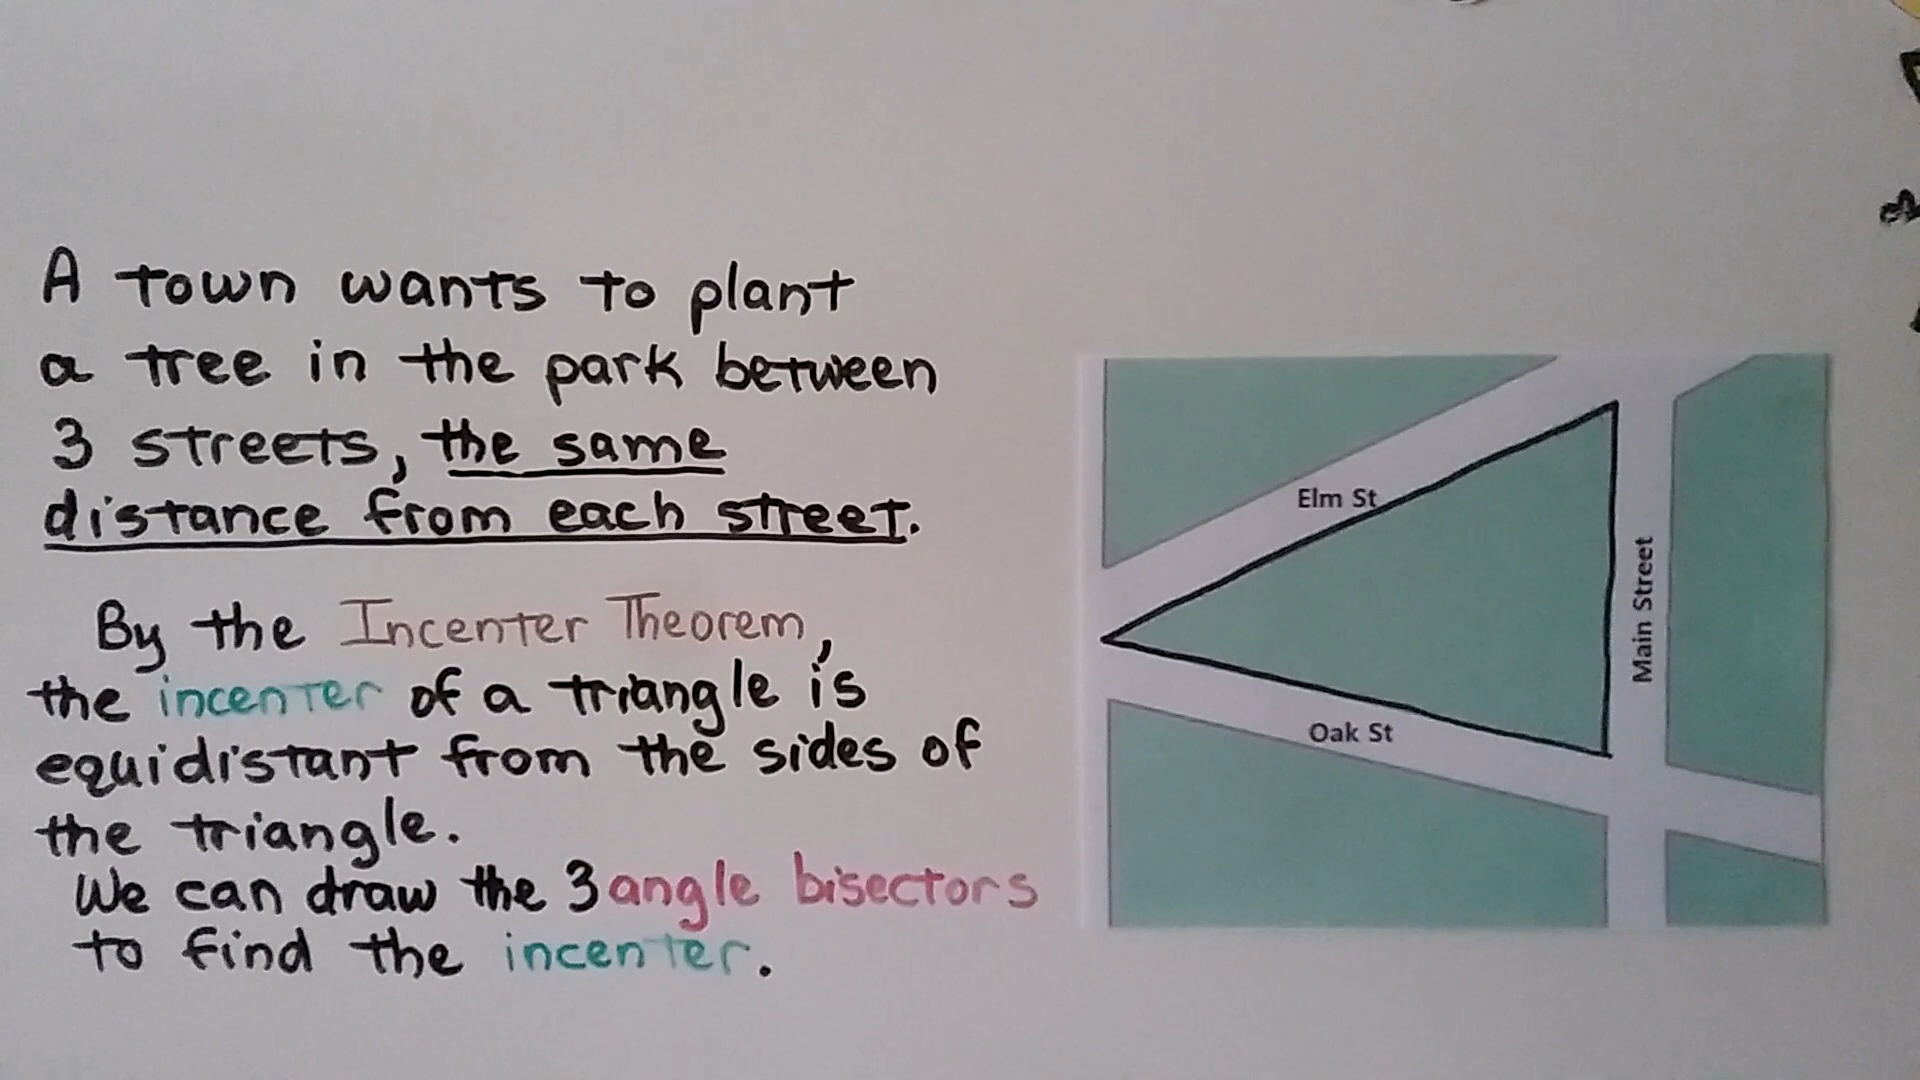 A town wants to plant
a tree in the park between
3 streets, the same
distance from each street.
By the Incenter Theorem,
the incenter of a triangle is
equidistant from the sides of
the triangle.
We can draw the 3 angle bisectors
to find the incenter.
Elm St
Main Street
Oak St